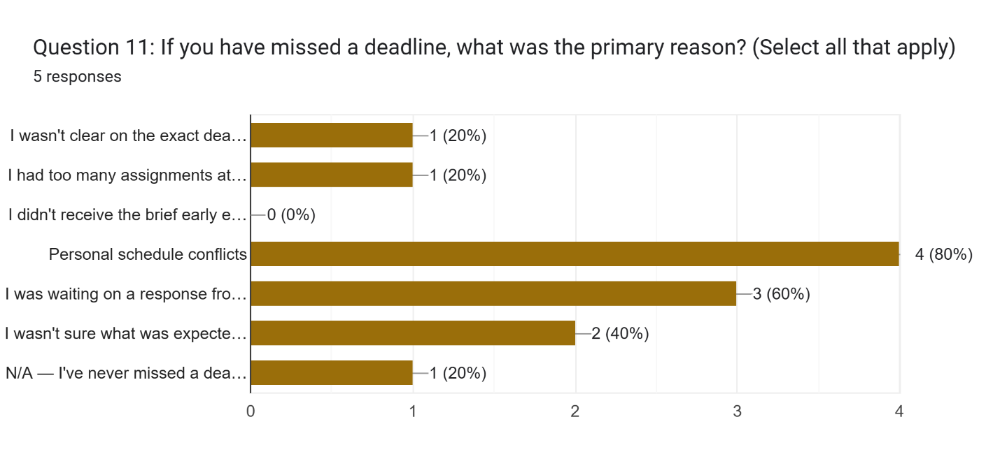 Question 11: If you have missed a deadline, what was the primary reason? (Select all that apply)
5 responses
I wasn't clear on the exact dea… 1 (20%)
I had too many assignments at… 1 (20%)
I didn't receive the brief early e… 0 (0%)
Personal schedule conflicts 4 (80%)
I was waiting on a response fro… 3 (60%)
I wasn't sure what was expecte… 2 (40%)
N/A — I've never missed a dea… 1 (20%)
0 1 2 3 4